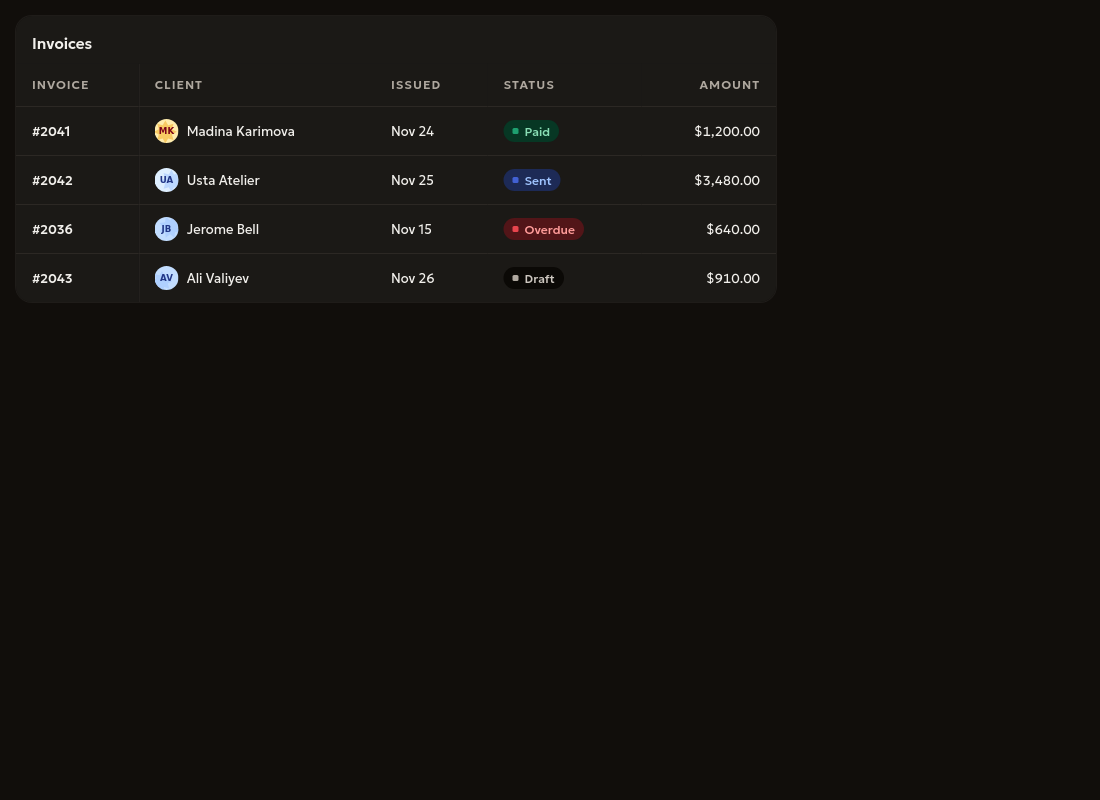 Invoices
INVOICE CLIENT ISSUED STATUS AMOUNT
#2041 MK Madina Karimova Nov 24 Paid $1,200.00
#2042 UA Usta Atelier Nov 25 Sent $3,480.00
#2036 JB Jerome Bell Nov 15 Overdue $640.00
#2043 AV Ali Valiyev Nov 26 Draft $910.00